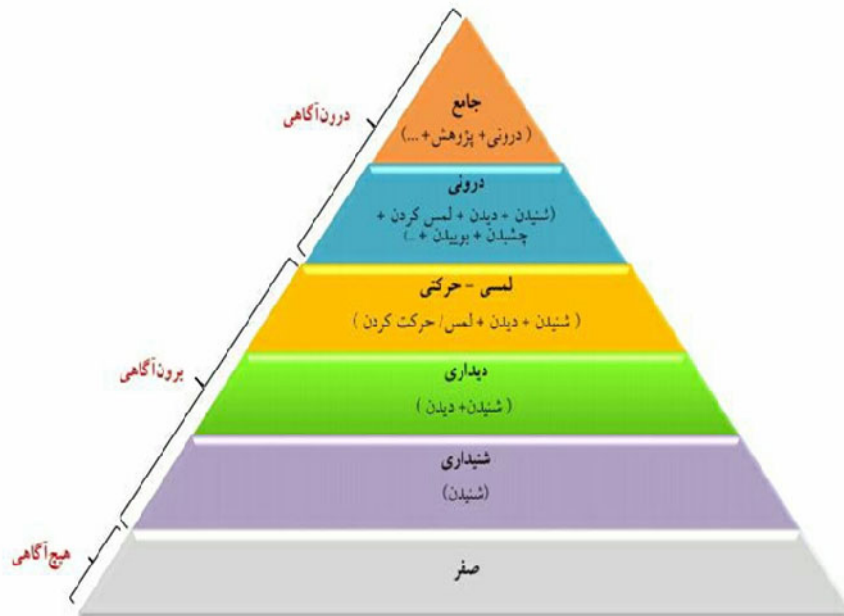 جامع
( درونی+ پژوهش+ ...)
درونی
(شنیدن + دیدن + لمس کردن +
چشیدن + بوییدن + ..)
لمسی - حرکتی
( شنیدن + دیدن + لمس/ حرکت کردن )
دیداری
( شنیدن+ دیدن )
شنیداری
(شنیدن)
صفر
درون‌آگاهی
برون‌آگاهی
هیچ‌آگاهی